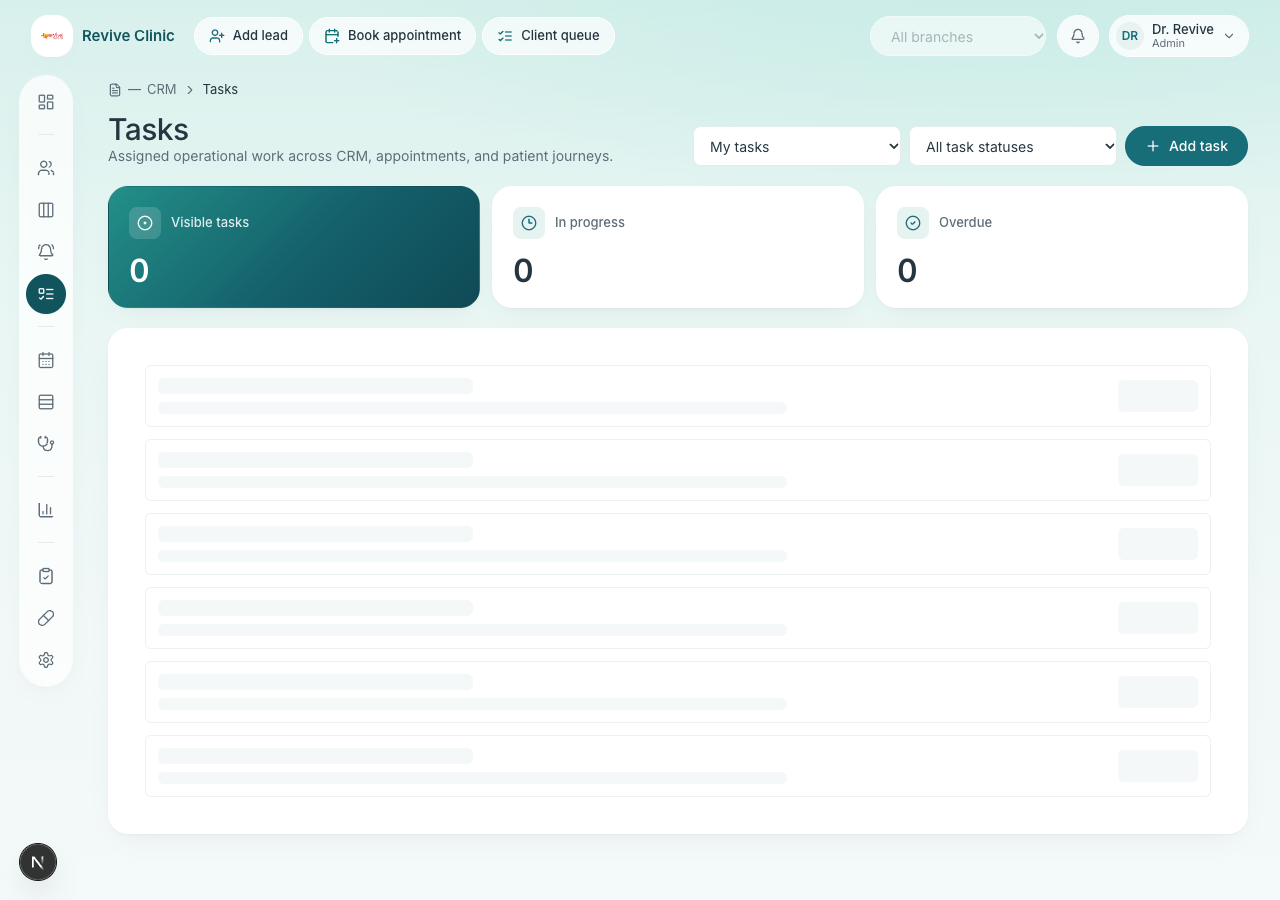 Revive Clinic
Add lead
Book appointment
Client queue
All branches
DR
Dr. Revive
Admin
— CRM > Tasks
Tasks
Assigned operational work across CRM, appointments, and patient journeys.
My tasks
All task statuses
Add task
Visible tasks
0
In progress
0
Overdue
0
N